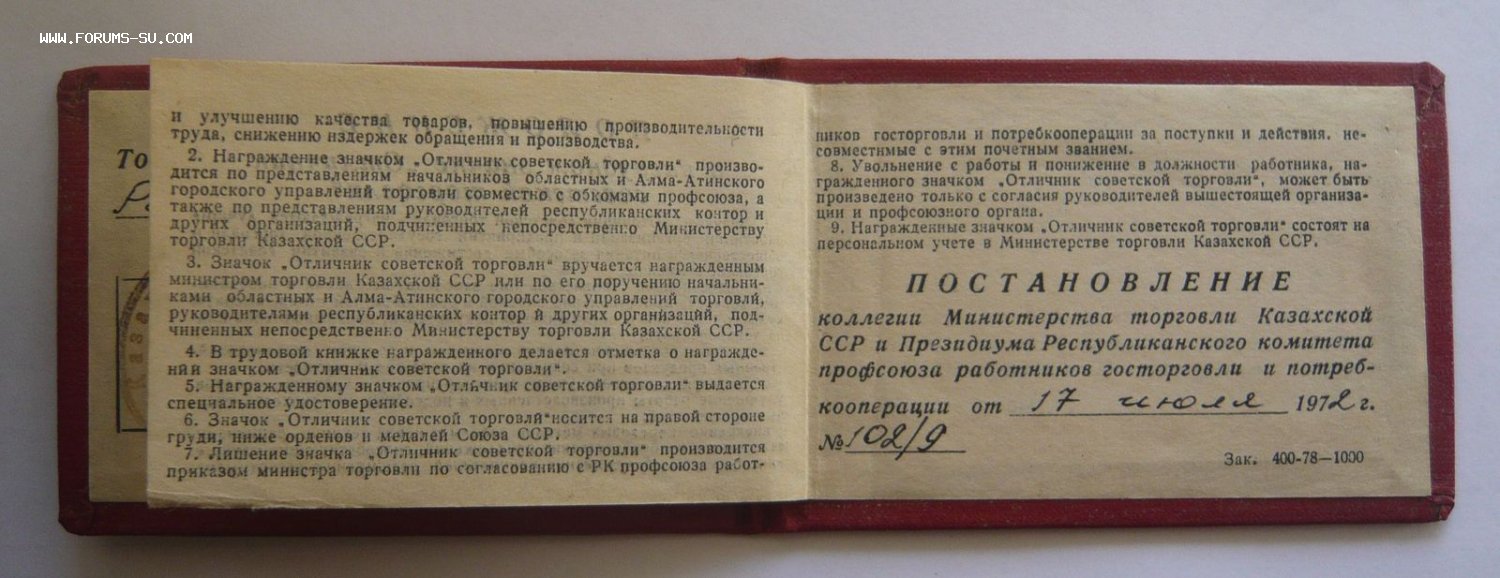 WWW.FORUMS-SU.COM
То
и улучшению качества товаров, повышению производительности
труда, снижению издержек обращения и производства.
2. Награждение значком „Отличник советской торговли“ произво-
дится по представлениям начальников областных и Алма-Атинского
городского управлений торговли совместно с обкомами профсоюза, а
также по представлениям руководителей республиканских контор и
других организаций, подчиненных непосредственно Министерству
торговли Казахской ССР.
3. Значок „Отличник советской торговли“ вручается награжденным
министром торговли Казахской ССР или по его поручению начальни-
ками областных и Алма-Атинского городского управлений торговлй,
руководителями республиканских контор й других организаций, под-
чиненных непосредственно Министерству торговли Казахской ССР.
4. В трудовой книжке награжденного делается отметка о награжде-
нии значком „Отличник советской торговли“.
5. Награжденному значком „Отличник советской торговли“ выдается
специальное удостоверение.
6. Значок „Отличник советской торговлй“ носится на правой стороне
груди, ниже орденов и медалей Союза ССР.
7. Лишение значка „Отличник советской торговли“ производится
приказом министра торговли по согласованию с РК профсоюза работ-
ников госторговли и потребкооперации за поступки и действия, не-
совместимые с этим почетным званием.
8. Увольнение с работы и понижение в должности работника, на-
гражденного значком „Отличник советской торговли“, может быть
произведено только с согласия руководителей вышестоящей организа-
ции и профсоюзного органа.
9. Награжденные значком „Отличник советской торговли“ состоят на
персональном учете в Министерстве торговли Казахской ССР.
ПОСТАНОВЛЕНИЕ
коллегии Министерства торговли Казахской
ССР и Президиума Республиканского комитета
профсоюза работников госторговли и потреб-
кооперации от 17 июля 1972 г.
№ 102/9
Зак. 400-78—1000
Каза